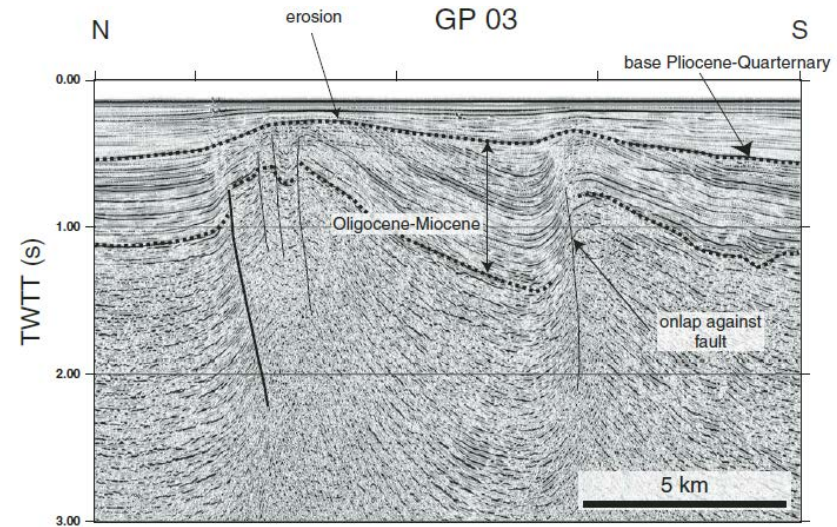 GP 03
N
S
erosion
base Pliocene-Quarternary
0.00
1.00
2.00
3.00
TWTT (s)
Oligocene-Miocene
onlap against
fault
5 km